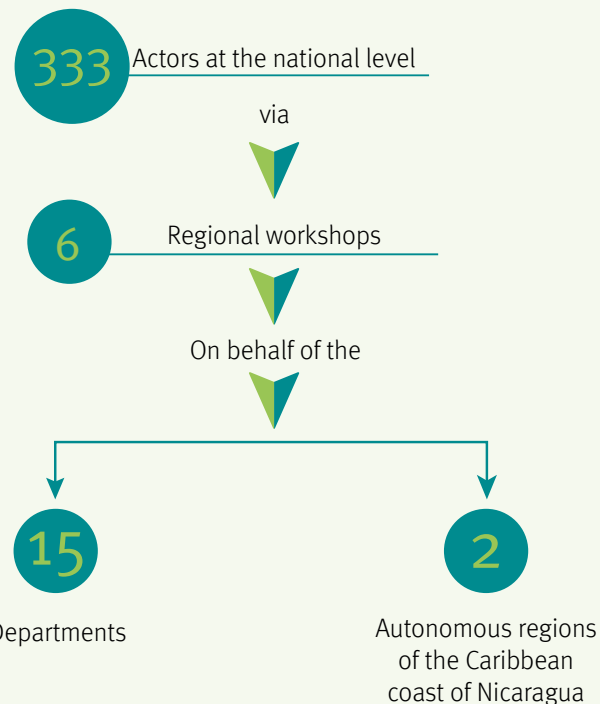 333 Actors at the national level
via
6 Regional workshops
On behalf of the
15
2
Departments
Autonomous regions
of the Caribbean
coast of Nicaragua